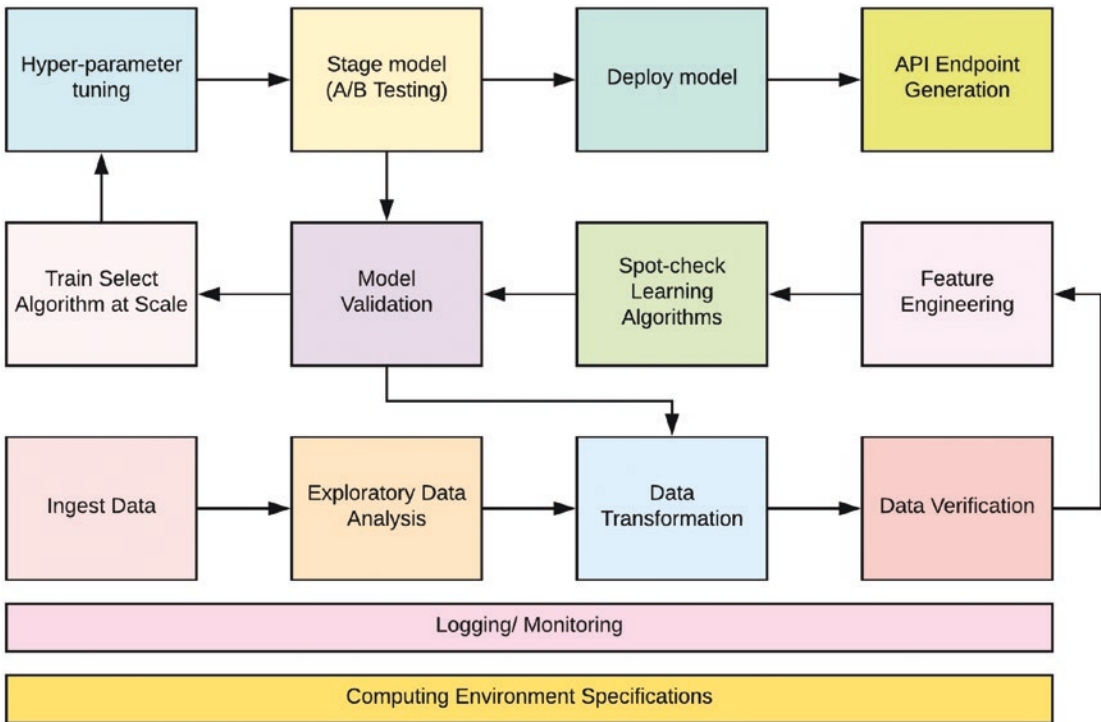 Hyper-parameter
tuning
Stage model
(A/B Testing)
Deploy model
API Endpoint
Generation
Train Select
Algorithm at Scale
Model
Validation
Spot-check
Learning
Algorithms
Feature
Engineering
Ingest Data
Exploratory Data
Analysis
Data
Transformation
Data Verification
Logging/ Monitoring
Computing Environment Specifications